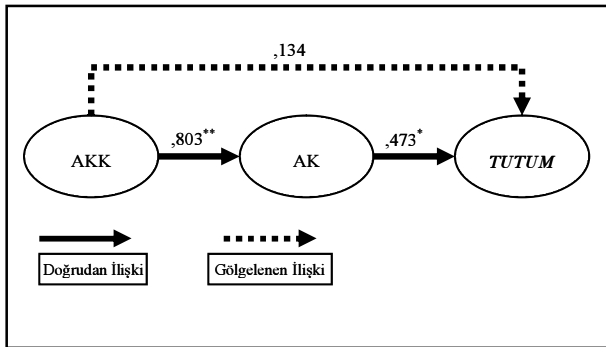 ,134
,803**
,473*
AKK
AK
TUTUM
Doğrudan İlişki
Gölgelenen İlişki